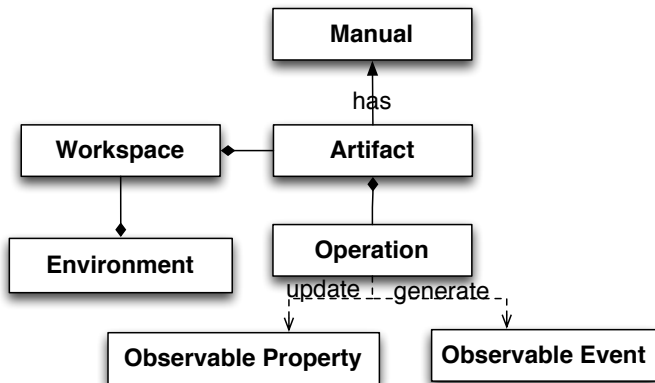 Manual
has
Workspace
Artifact
Environment
Operation
update
generate
Observable Property
Observable Event